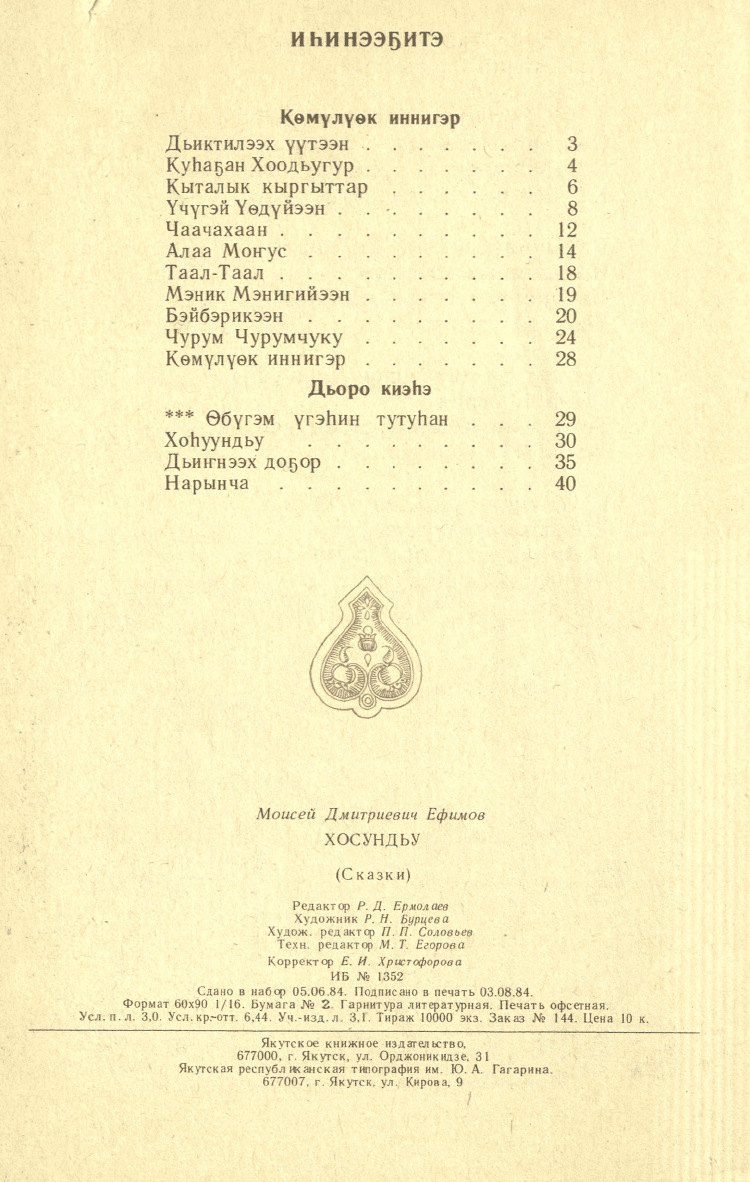 ИҺИНЭЭҔИТЭ
Көмүлүөк иннигэр
Дьиктилээх үүтээн . . . . . . . 3
Куһаҕан Хоодьугур . . . . . . . 4
Кыталык кыргыттар . . . . . . 6
Үчүгэй Үөдүйээн . . . . . . . . 8
Чаачахаан . . . . . . . . . . 12
Алаа Моҥус . . . . . . . . . 14
Таал-Таал . . . . . . . . . . 18
Мэник Мэнигийээн . . . . . . . 19
Бэйбэрикээн . . . . . . . . . 20
Чурум Чурумчуку . . . . . . . 24
Көмүлүөк иннигэр . . . . . . . 28
Дьоро киэһэ
*** Өбүгэм үгэһин тутуһан . . . 29
Хоһуундьу . . . . . . . . . 30
Дьиҥнээх доҕор . . . . . . . . 35
Нарынча . . . . . . . . . . 40
Моисей Дмитриевич Ефимов
ХОСУНДЬУ
(Сказки)
Редактор Р. Д. Ермолаев
Художник Р. Н. Бурцева
Худож. редактор П. П. Соловьев
Техн. редактор М. Т. Егорова
Корректор Е. И. Христофорова
ИБ № 1352
Сдано в набор 05.06.84. Подписано в печать 03.08.84.
Формат 60х90 1/16. Бумага № 2. Гарнитура литературная. Печать офсетная.
Усл. п. л. 3,0. Усл. кр.-отт. 6,44. Уч.-изд. л. 3,1. Тираж 10000 экз. Заказ № 144. Цена 10 к.
Якутское книжное издательство,
677000, г. Якутск, ул. Орджоникидзе, 31
Якутская республиканская типография им. Ю. А. Гагарина.
677007, г. Якутск, ул. Кирова, 9